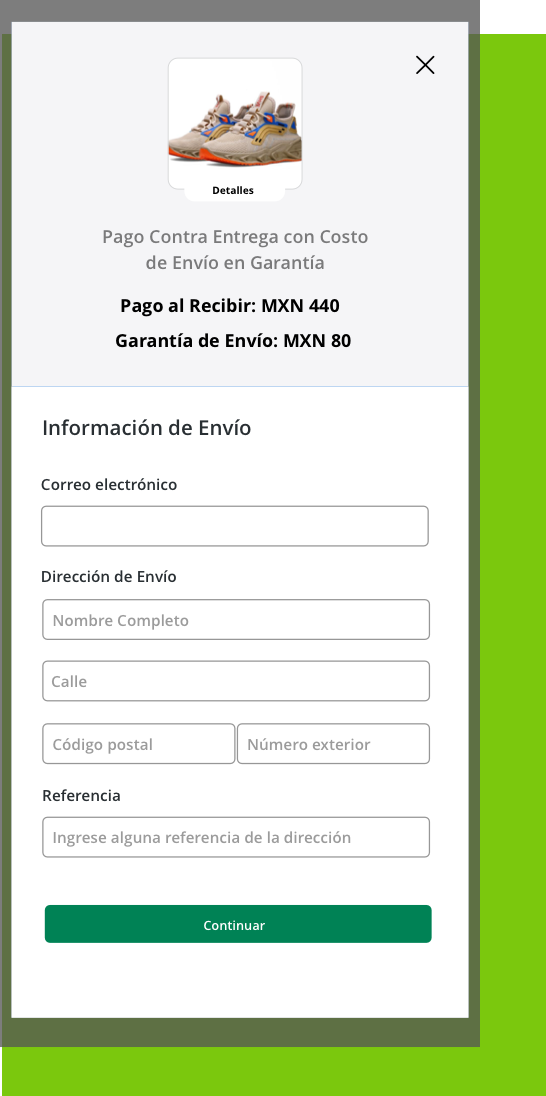 Detalles
Pago Contra Entrega con Costo
de Envío en Garantía
Pago al Recibir: MXN 440
Garantía de Envío: MXN 80
Información de Envío
Correo electrónico
Dirección de Envío
Nombre Completo
Calle
Código postal
Número exterior
Referencia
Ingrese alguna referencia de la dirección
Continuar